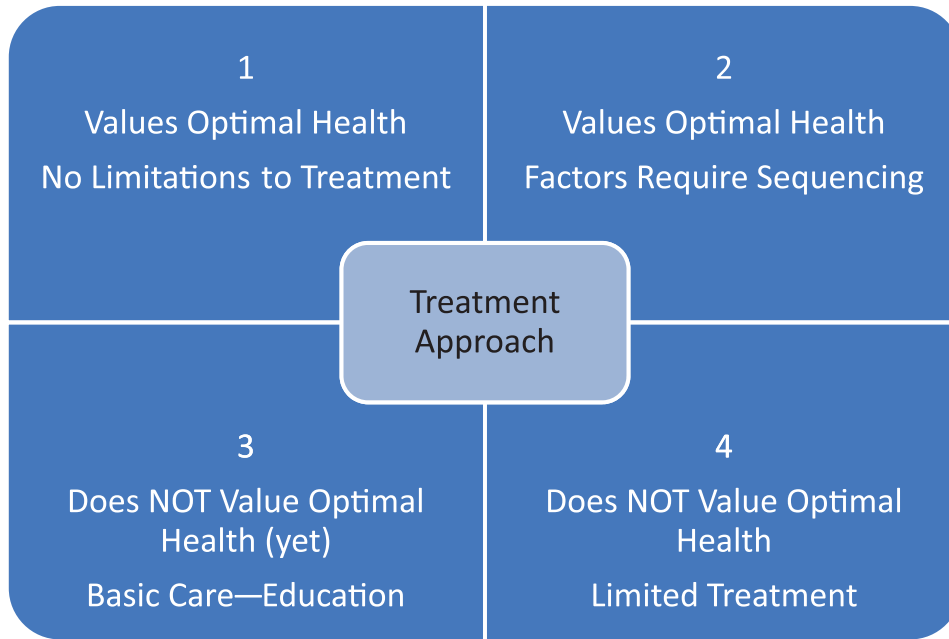 1
Values Optimal Health
No Limitations to Treatment
2
Values Optimal Health
Factors Require Sequencing
Treatment
Approach
3
Does NOT Value Optimal
Health (yet)
Basic Care—Education
4
Does NOT Value Optimal
Health
Limited Treatment